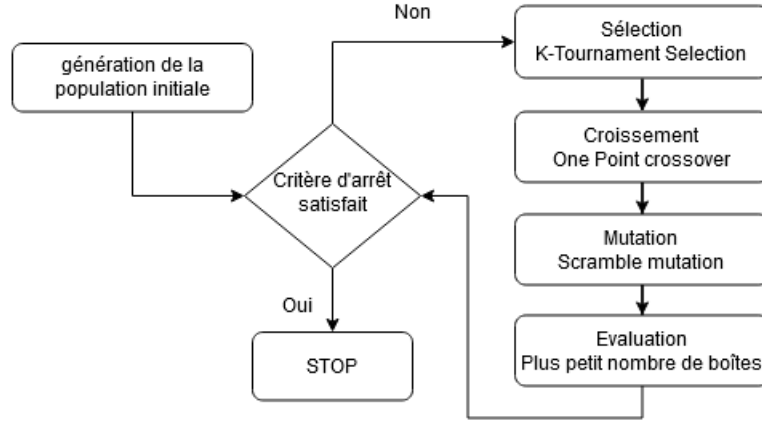 Non
génération de la
population initiale
Sélection
K-Tournament Selection
Croissement
One Point crossover
Critère d'arrêt
satisfait
Mutation
Scramble mutation
Oui
STOP
Evaluation
Plus petit nombre de boîtes